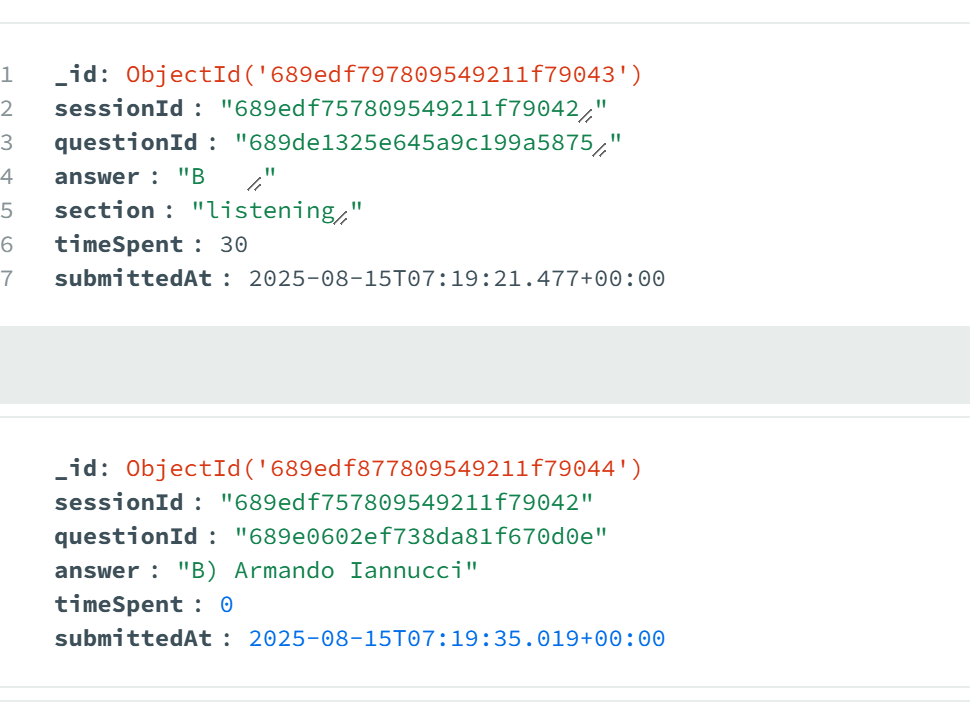 1 _id: ObjectId('689edf797809549211f79043')
2 sessionId : "689edf757809549211f79042"
3 questionId : "689de1325e645a9c199a5875"
4 answer : "B "
5 section : "listening"
6 timeSpent : 30
7 submittedAt : 2025-08-15T07:19:21.477+00:00
_id: ObjectId('689edf877809549211f79044')
sessionId : "689edf757809549211f79042"
questionId : "689e0602ef738da81f670d0e"
answer : "B) Armando Iannucci"
timeSpent : 0
submittedAt : 2025-08-15T07:19:35.019+00:00